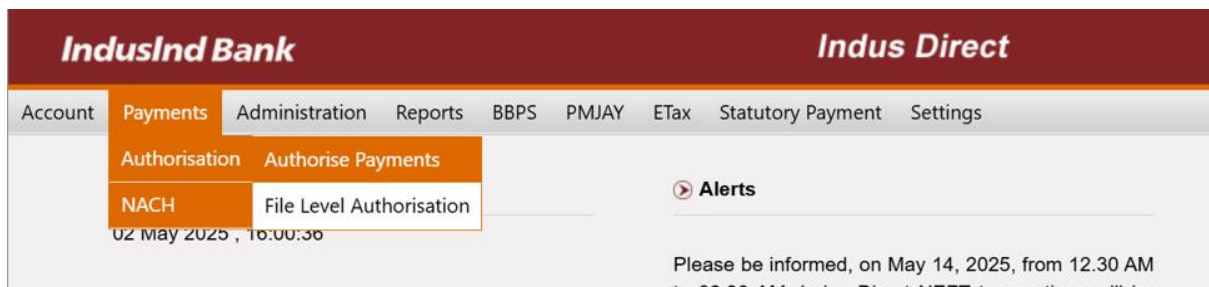 IndusInd Bank
Indus Direct
Account Payments Administration Reports BBPS PMJAY ETax Statutory Payment Settings
Authorisation Authorise Payments
NACH File Level Authorisation
Alerts
02 May 2025 , 16:00:36
Please be informed, on May 14, 2025, from 12.30 AM